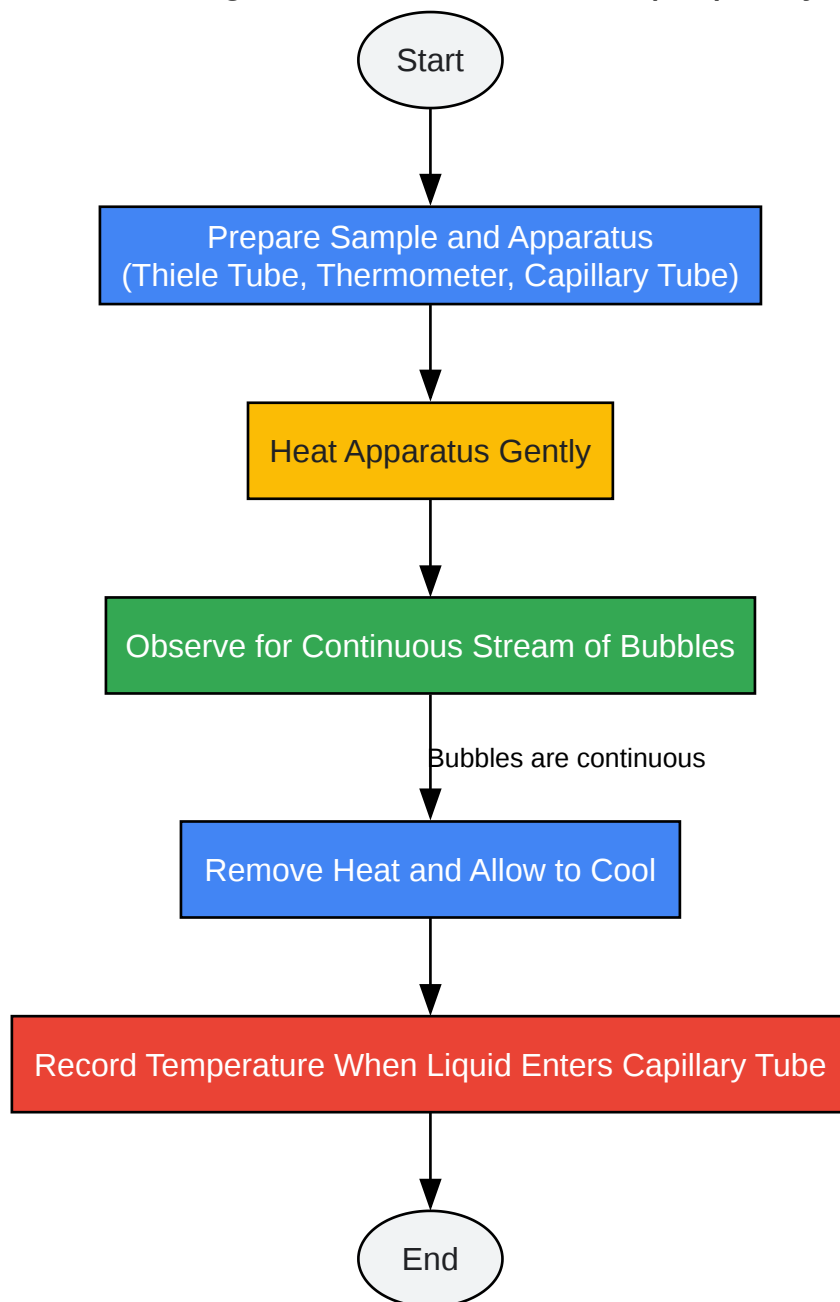 Start
Prepare Sample and Apparatus
(Thiele Tube, Thermometer, Capillary Tube)
Heat Apparatus Gently
Observe for Continuous Stream of Bubbles
Bubbles are continuous
Remove Heat and Allow to Cool
Record Temperature When Liquid Enters Capillary Tube
End